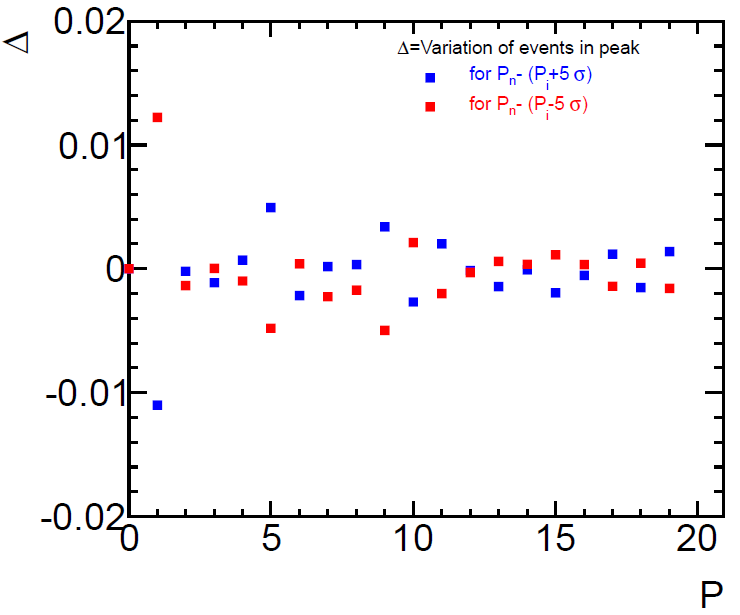 0.02
Δ
Δ=Variation of events in peak
for Pn- (Pi+5 σ)
for Pn- (Pi-5 σ)
0.01
0
-0.01
-0.02
0 5 10 15 20
P